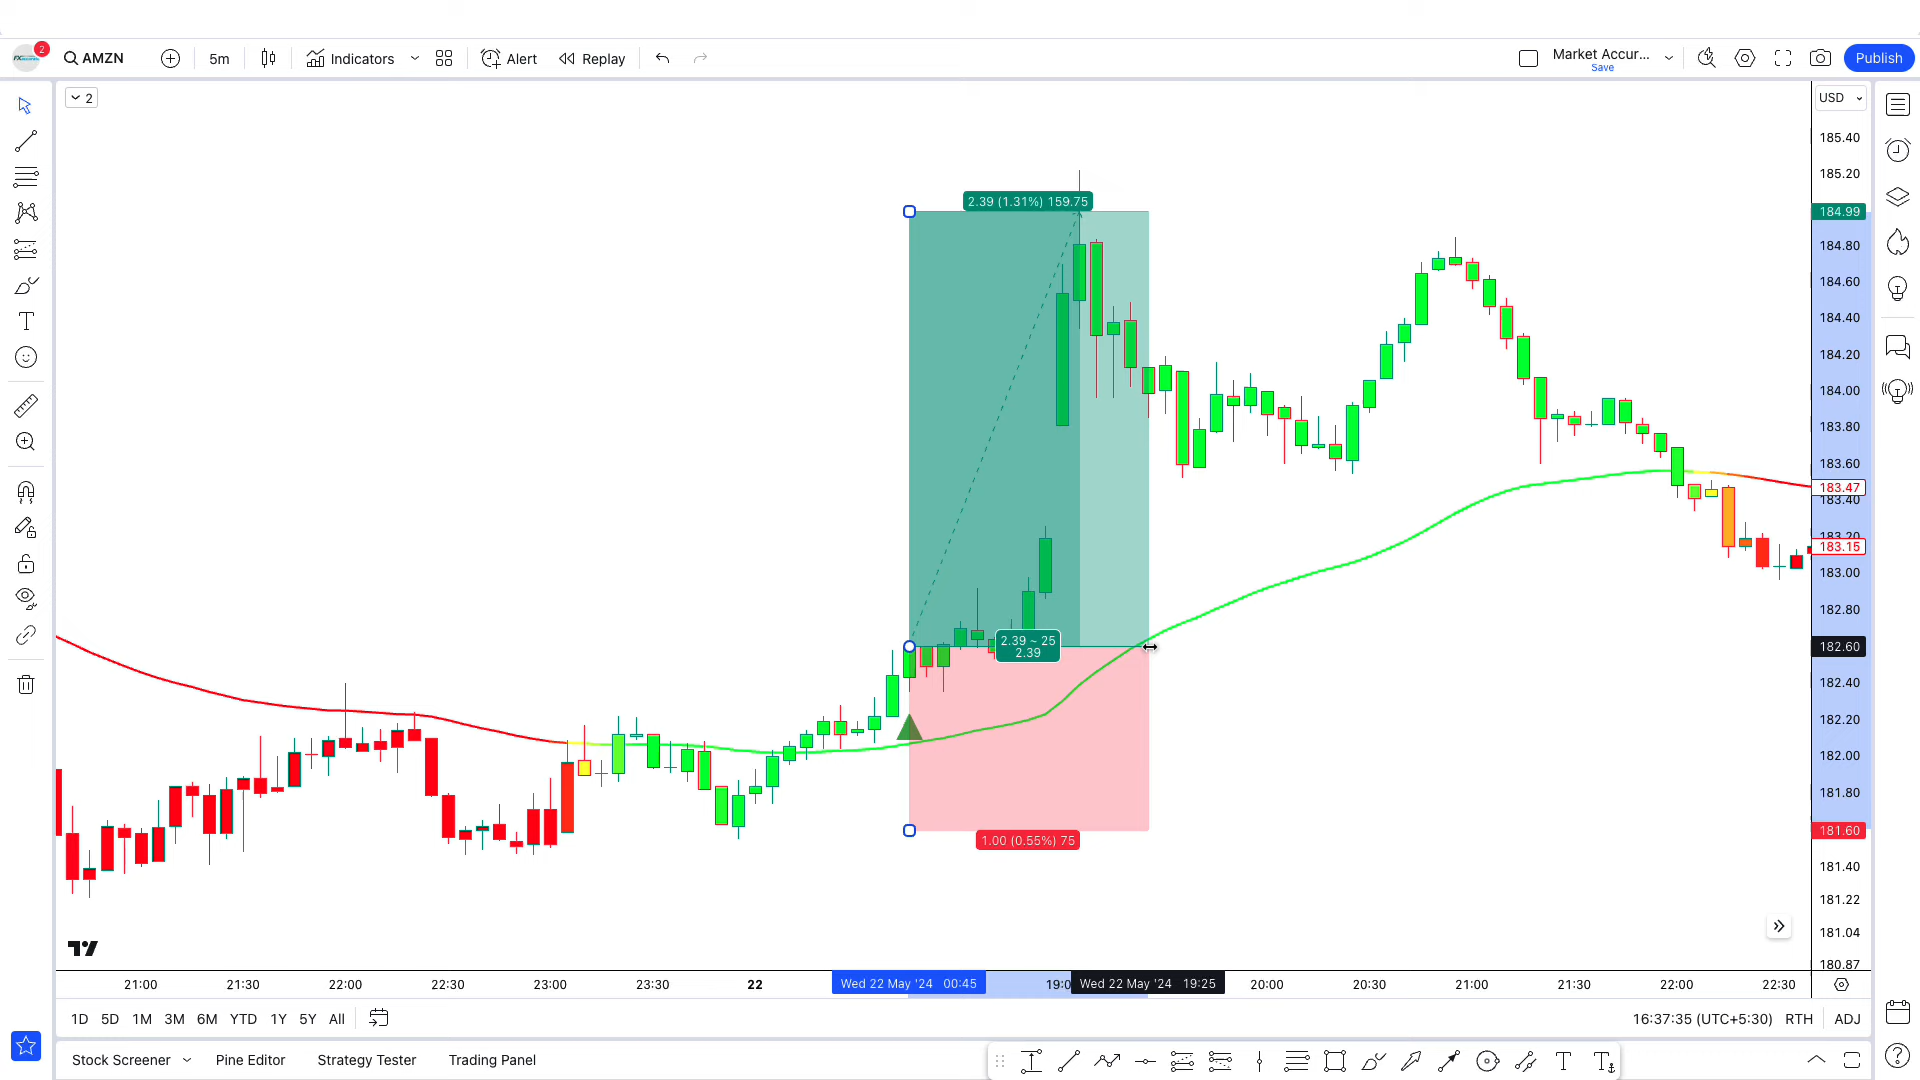 2
AMZN
5m
Indicators
Alert
Replay
Market Accur...
Save
Publish
2
USD
185.40
185.20
184.99
184.80
184.60
184.40
184.20
184.00
183.80
183.60
183.47
183.40
183.20
183.15
183.00
182.80
182.60
182.40
182.20
182.00
181.80
181.60
181.40
181.22
181.04
180.87
2.39 (1.31%) 159.75
2.39 ~ 25
2.39
1.00 (0.55%) 75
21:00 21:30 22:00 22:30 23:00 23:30 22 Wed 22 May '24 00:45 19:0 Wed 22 May '24 19:25 20:00 20:30 21:00 21:30 22:00 22:30
1D 5D 1M 3M 6M YTD 1Y 5Y All 16:37:35 (UTC+5:30) RTH ADJ
Stock Screener Pine Editor Strategy Tester Trading Panel